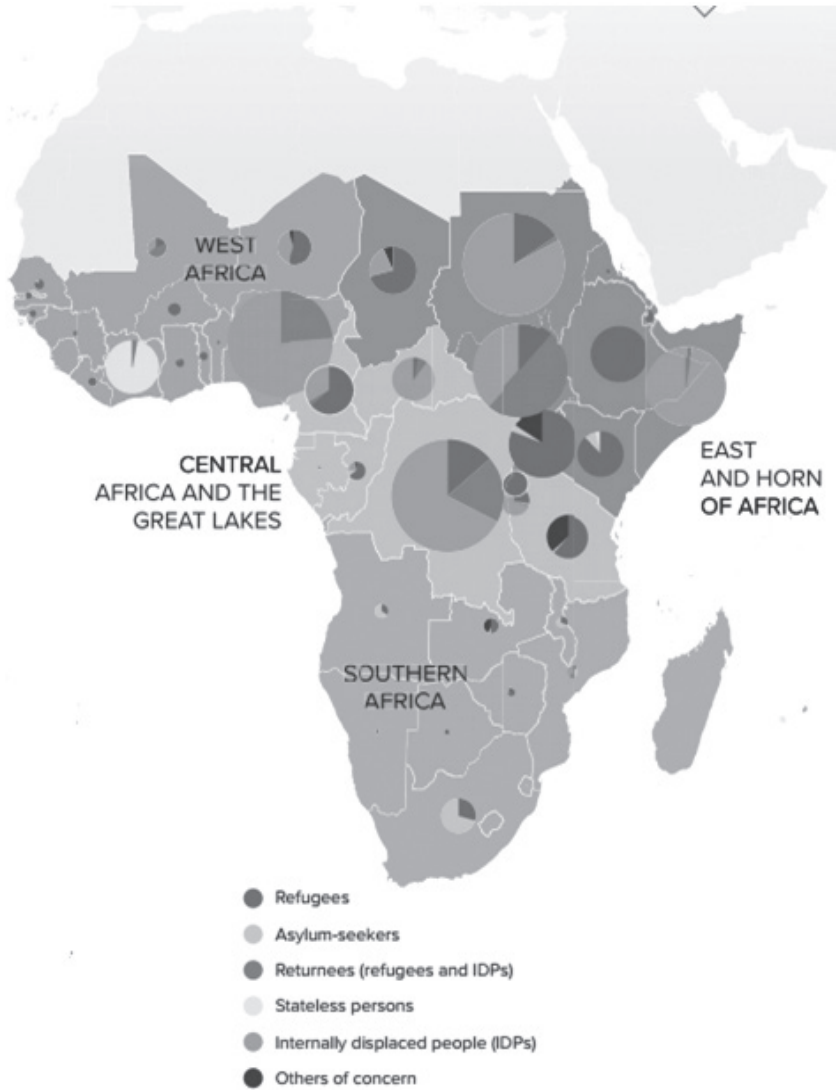 WEST
AFRICA
CENTRAL
AFRICA AND THE
GREAT LAKES
EAST
AND HORN
OF AFRICA
SOUTHERN
AFRICA
Refugees
Asylum-seekers
Returnees (refugees and IDPs)
Stateless persons
Internally displaced people (IDPs)
Others of concern